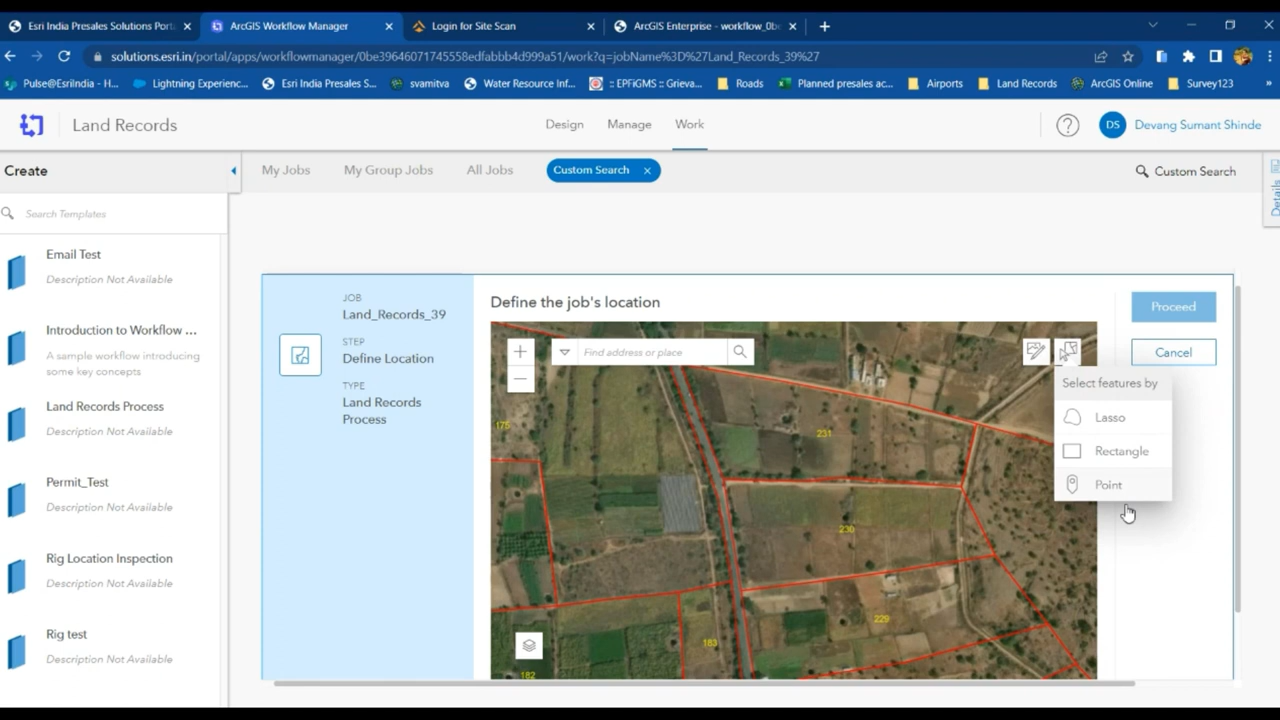 Esri India Presales Solutions Port
ArcGIS Workflow Manager
Login for Site Scan
ArcGIS Enterprise - workflow_0be
solutions.esri.in/portal/apps/workflowmanager/0be39646071745558edfabbb4d999a51/work?q=jobName%3D%27Land_Records_39%27
Pulse@EsriIndia - H...
Lightning Experienc...
Esri India Presales S...
svamitva
Water Resource Inf...
:: EPFiGMS :: Grieva...
Roads
Planned presales ac...
Airports
Land Records
ArcGIS Online
Survey123
»
Land Records
Design
Manage
Work
DS
Devang Sumant Shinde
Create
My Jobs
My Group Jobs
All Jobs
Custom Search
Custom Search
Details
Search Templates
Email Test
Description Not Available
Introduction to Workflow ...
A sample workflow introducing
some key concepts
Land Records Process
Description Not Available
Permit_Test
Description Not Available
Rig Location Inspection
Description Not Available
Rig test
Description Not Available
JOB
Land_Records_39
STEP
Define Location
TYPE
Land Records
Process
Define the job's location
Find address or place
Proceed
Cancel
Select features by
Lasso
Rectangle
Point
175
231
230
229
183
182